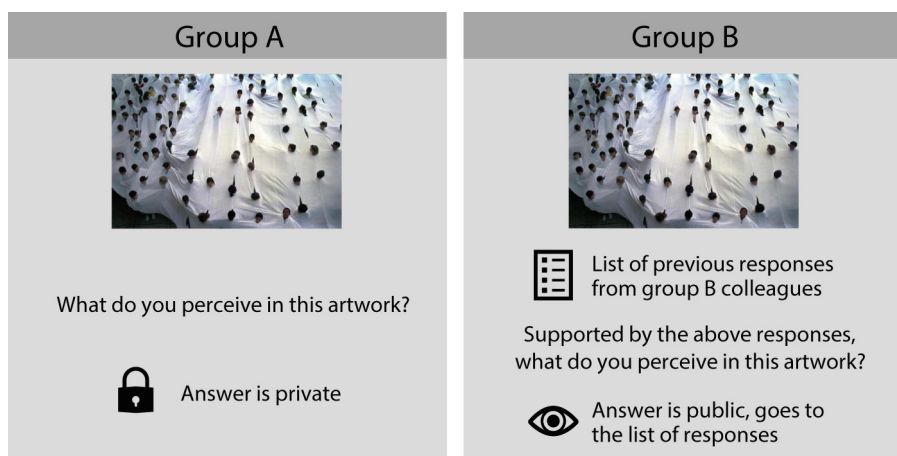 Group A
What do you perceive in this artwork?
Answer is private
Group B
List of previous responses
from group B colleagues
Supported by the above responses,
what do you perceive in this artwork?
Answer is public, goes to
the list of responses